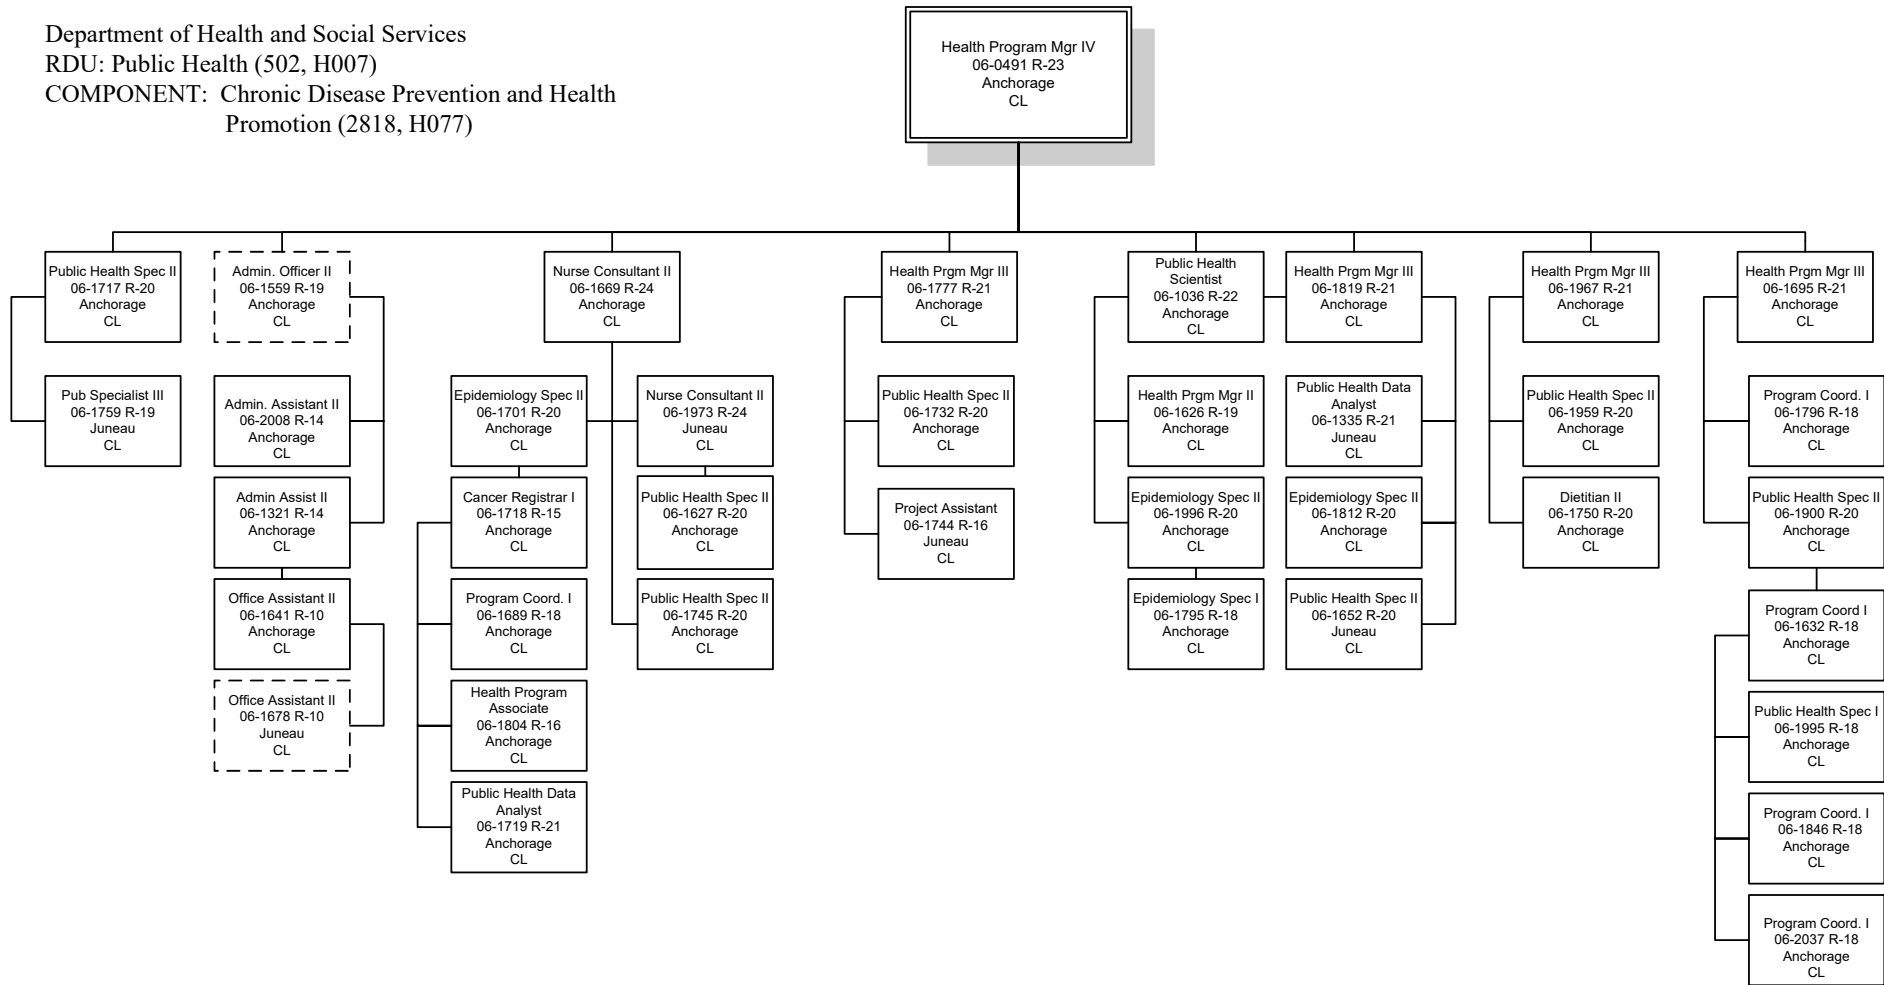 Department of Health and Social Services
RDU: Public Health (502, H007)
COMPONENT:  Chronic Disease Prevention and Health
Promotion (2818, H077)
Health Program Mgr IV
06-0491 R-23
Anchorage
CL
Public Health Spec II
06-1717 R-20
Anchorage
CL
Pub Specialist III
06-1759 R-19
Juneau
CL
Admin. Officer II
06-1559 R-19
Anchorage
CL
Admin. Assistant II
06-2008 R-14
Anchorage
CL
Admin Assist II
06-1321 R-14
Anchorage
CL
Office Assistant II
06-1641 R-10
Anchorage
CL
Office Assistant II
06-1678 R-10
Juneau
CL
Nurse Consultant II
06-1669 R-24
Anchorage
CL
Epidemiology Spec II
06-1701 R-20
Anchorage
CL
Cancer Registrar I
06-1718 R-15
Anchorage
CL
Program Coord. I
06-1689 R-18
Anchorage
CL
Health Program
Associate
06-1804 R-16
Anchorage
CL
Public Health Data
Analyst
06-1719 R-21
Anchorage
CL
Nurse Consultant II
06-1973 R-24
Juneau
CL
Public Health Spec II
06-1627 R-20
Anchorage
CL
Public Health Spec II
06-1745 R-20
Anchorage
CL
Health Prgm Mgr III
06-1777 R-21
Anchorage
CL
Public Health Spec II
06-1732 R-20
Anchorage
CL
Project Assistant
06-1744 R-16
Juneau
CL
Public Health
Scientist
06-1036 R-22
Anchorage
CL
Health Prgm Mgr II
06-1626 R-19
Anchorage
CL
Epidemiology Spec II
06-1996 R-20
Anchorage
CL
Epidemiology Spec I
06-1795 R-18
Anchorage
CL
Health Prgm Mgr III
06-1819 R-21
Anchorage
CL
Public Health Data
Analyst
06-1335 R-21
Juneau
CL
Epidemiology Spec II
06-1812 R-20
Anchorage
CL
Public Health Spec II
06-1652 R-20
Juneau
CL
Health Prgm Mgr III
06-1967 R-21
Anchorage
CL
Public Health Spec II
06-1959 R-20
Anchorage
CL
Dietitian II
06-1750 R-20
Anchorage
CL
Health Prgm Mgr III
06-1695 R-21
Anchorage
CL
Program Coord. I
06-1796 R-18
Anchorage
CL
Public Health Spec II
06-1900 R-20
Anchorage
CL
Program Coord I
06-1632 R-18
Anchorage
CL
Public Health Spec I
06-1995 R-18
Anchorage
CL
Program Coord. I
06-1846 R-18
Anchorage
CL
Program Coord. I
06-2037 R-18
Anchorage
CL